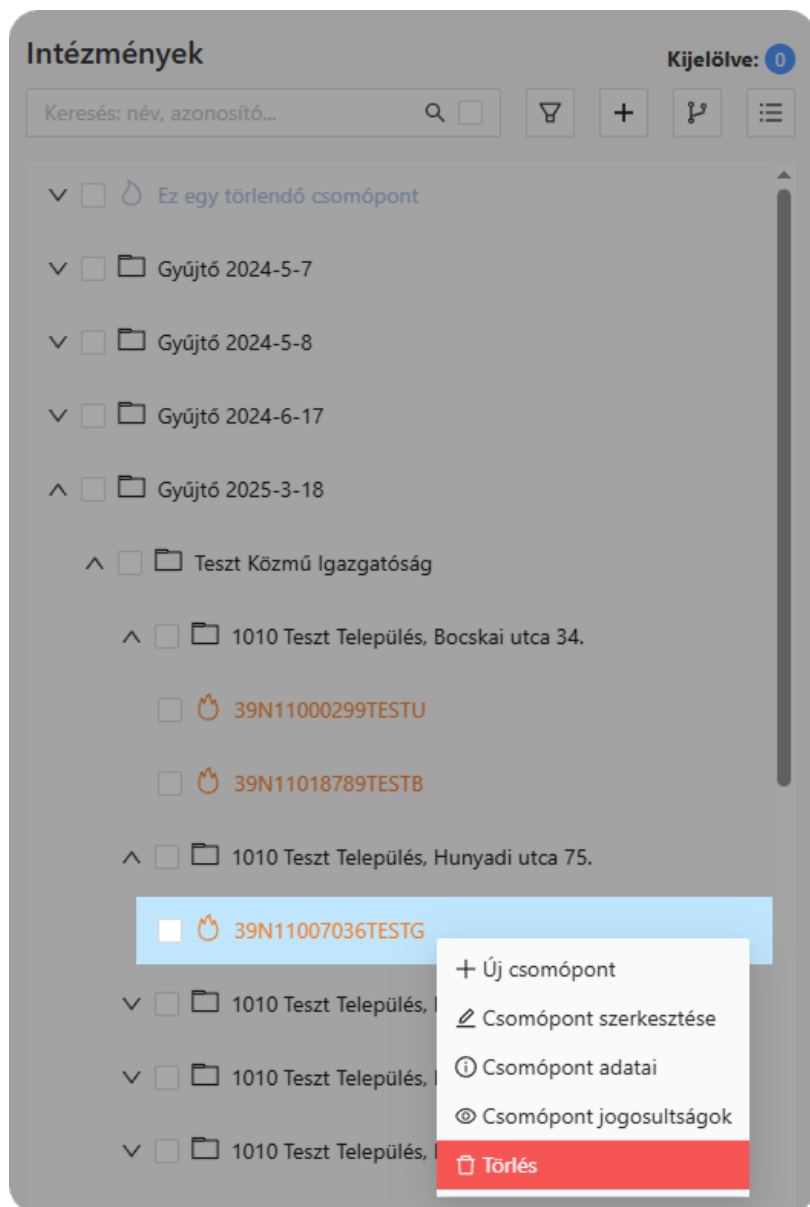 Intézmények
Kijelölve: 0
Keresés: név, azonosító...
Ez egy törlendő csomópont
Gyűjtő 2024-5-7
Gyűjtő 2024-5-8
Gyűjtő 2024-6-17
Gyűjtő 2025-3-18
Teszt Közmű Igazgatóság
1010 Teszt Település, Bocskai utca 34.
39N11000299TESTU
39N11018789TESTB
1010 Teszt Település, Hunyadi utca 75.
39N11007036TESTG
Új csomópont
1010 Teszt Település,
Csomópont szerkesztése
Csomópont adatai
1010 Teszt Település,
Csomópont jogosultságok
1010 Teszt Település,
Törlés